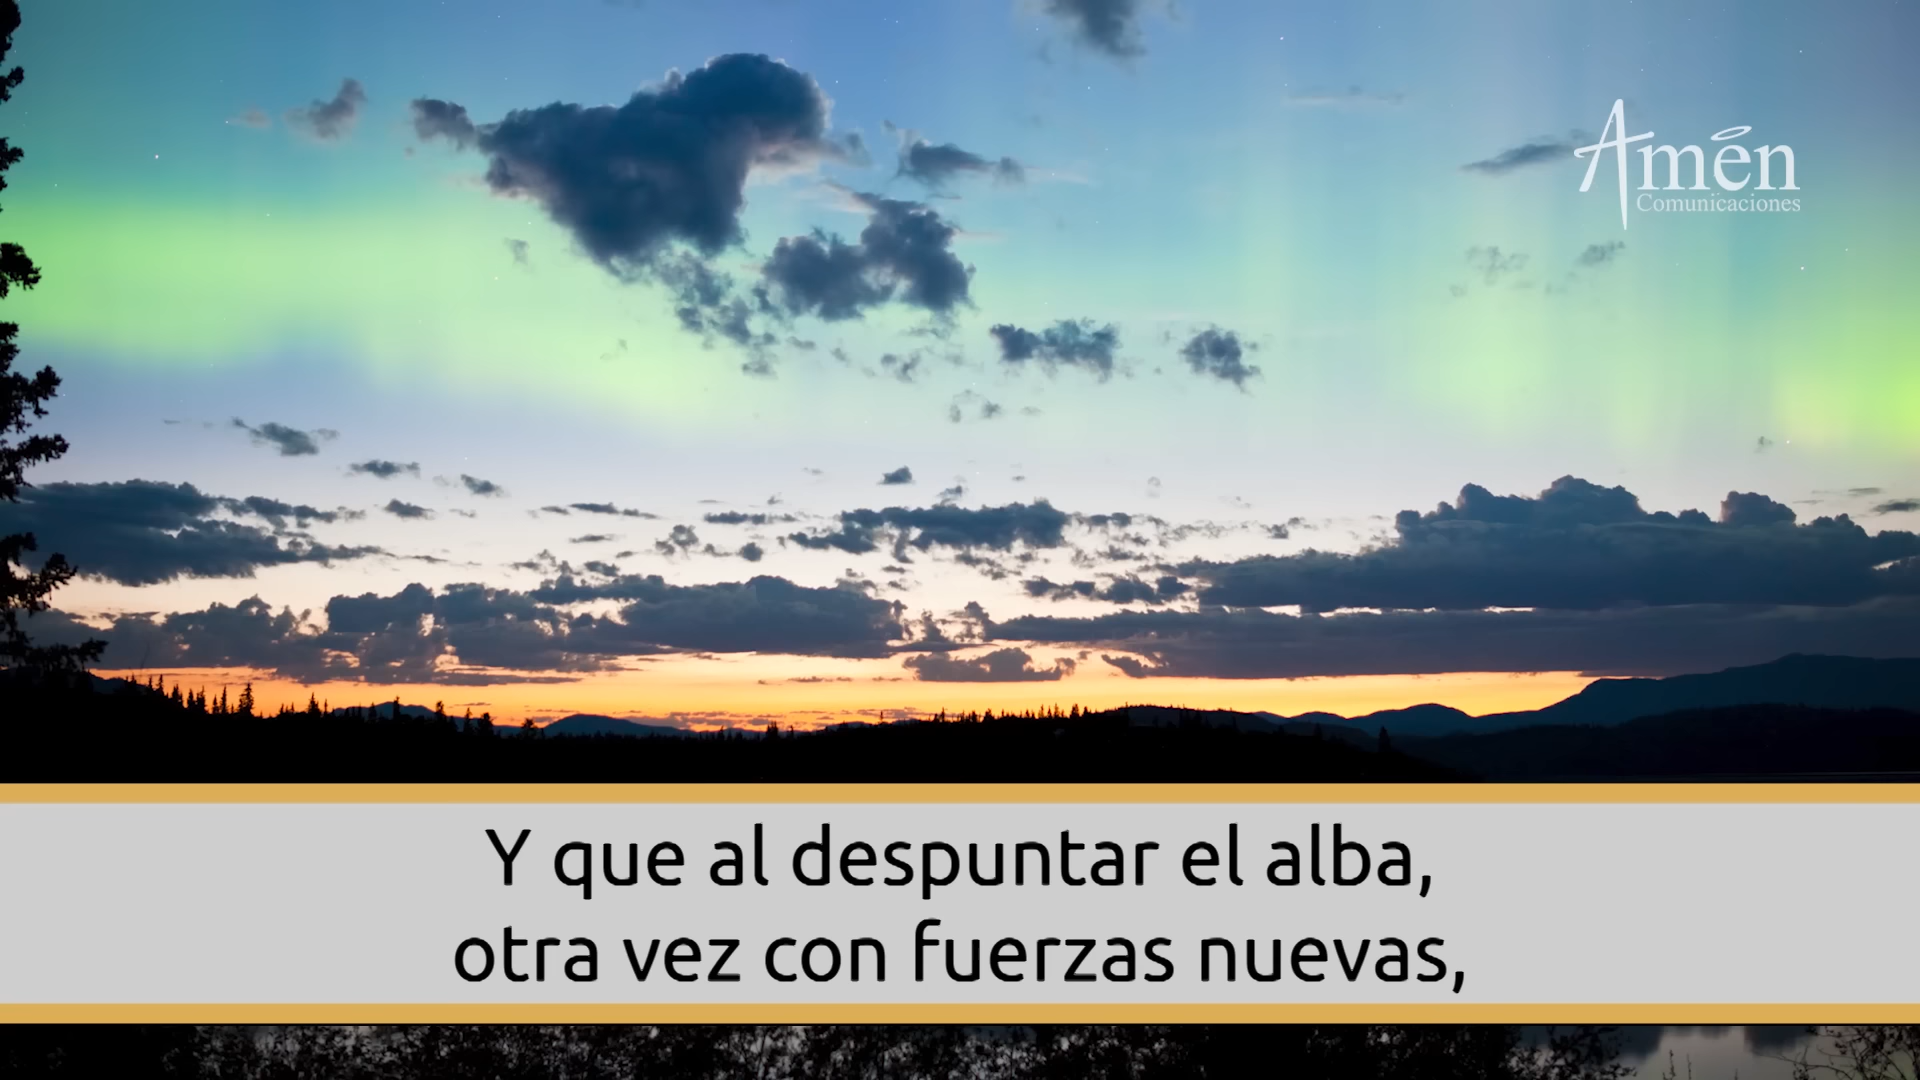 Amén
Comunicaciones
Y que al despuntar el alba,
otra vez con fuerzas nuevas,